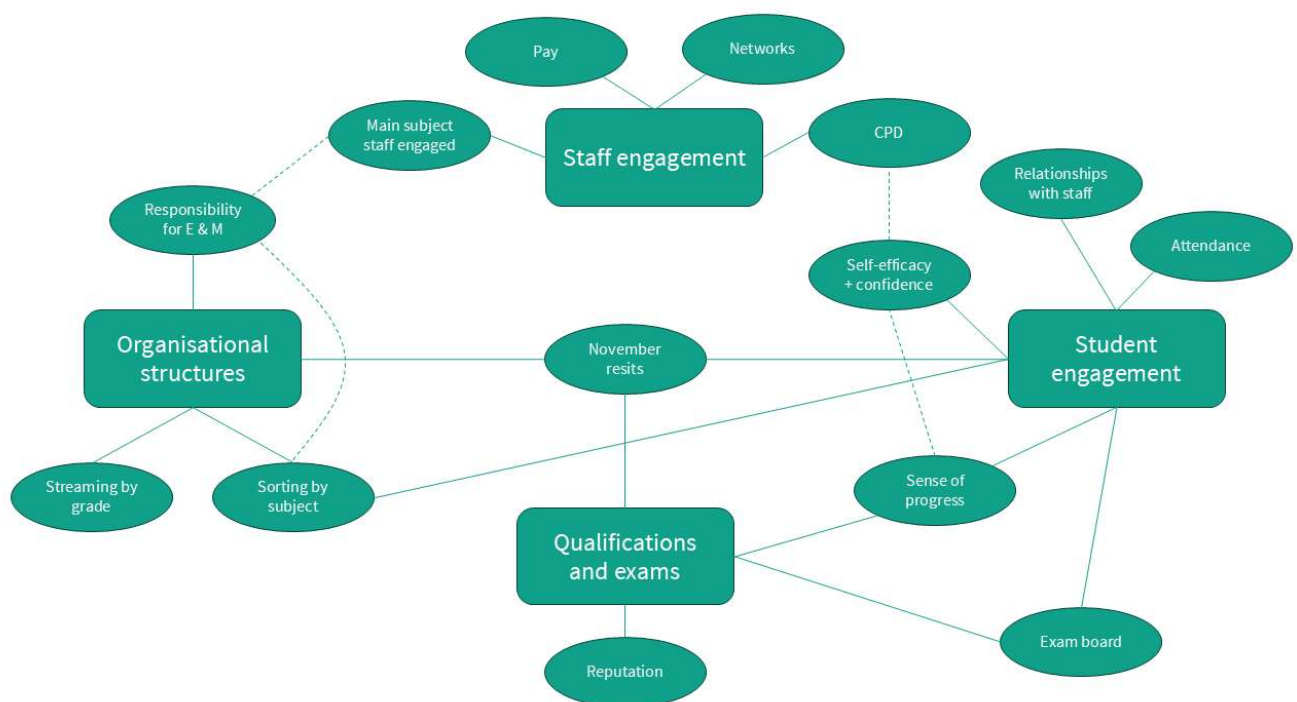 Pay
Networks
Main subject
staff engaged
Staff engagement
CPD
Relationships
with staff
Responsibility
for E & M
Attendance
Self-efficacy
+ confidence
Organisational
structures
November
resits
Student
engagement
Streaming by
grade
Sorting by
subject
Sense of
progress
Qualifications
and exams
Exam board
Reputation